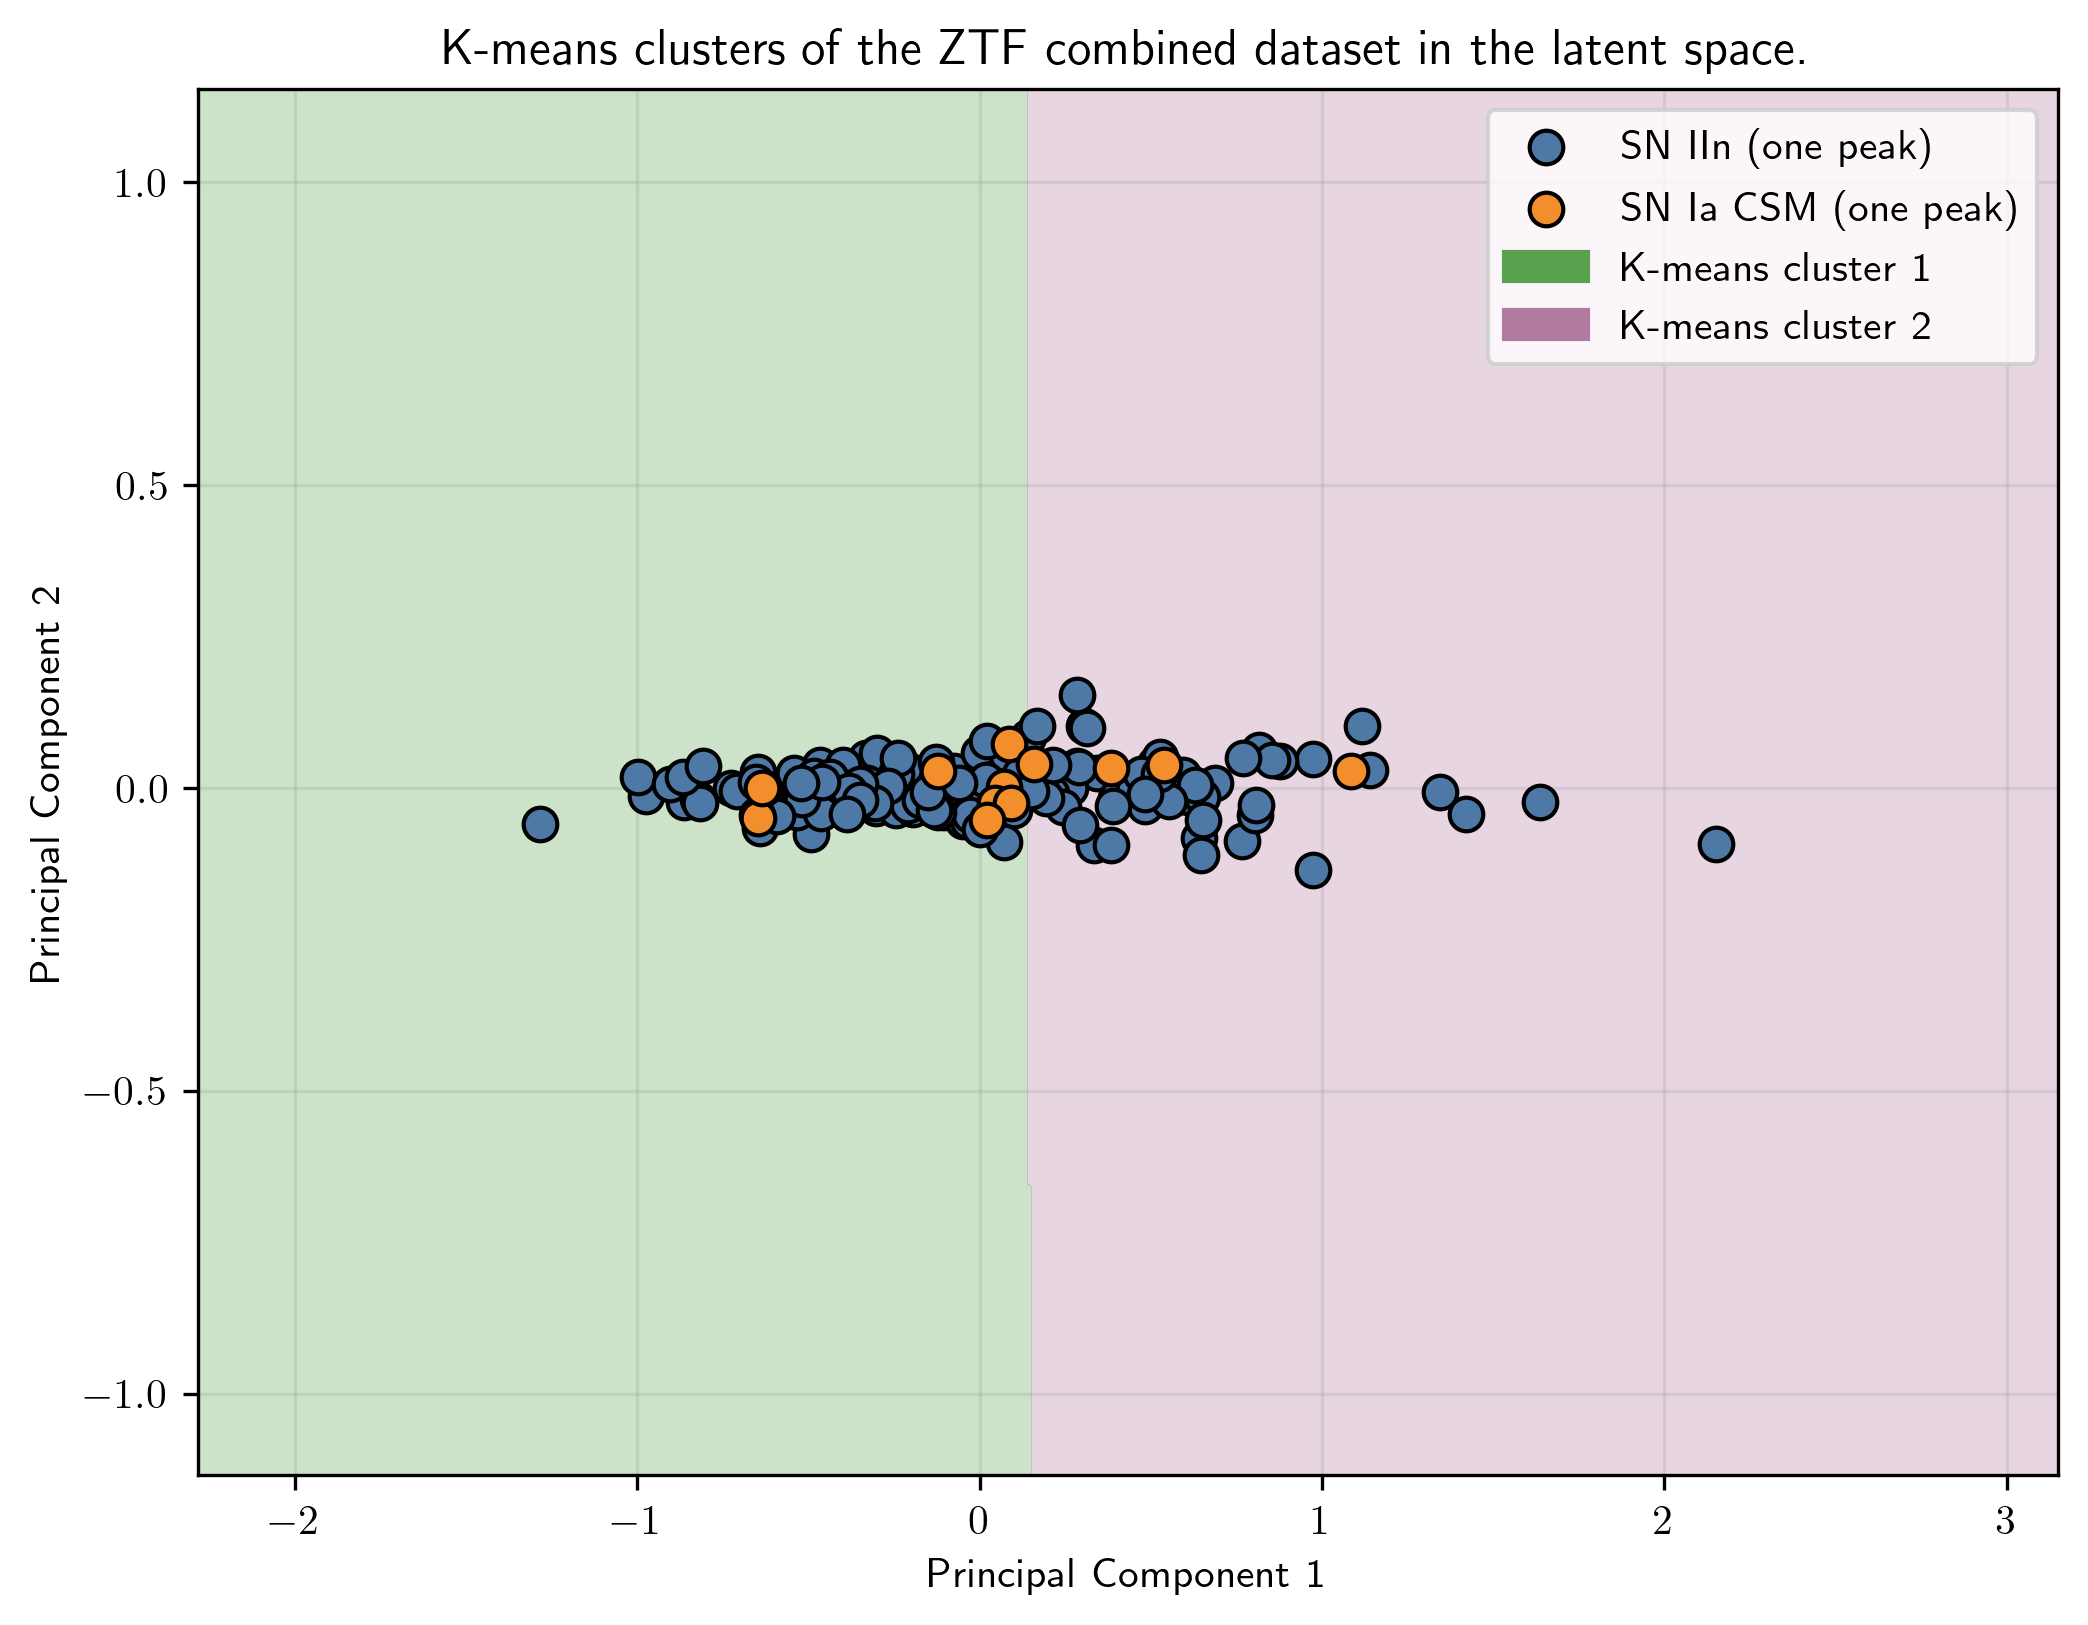 K-means clusters of the ZTF combined dataset in the latent space.
SN IIn (one peak)
SN Ia CSM (one peak)
K-means cluster 1
K-means cluster 2
Principal Component 2
1.0
0.5
0.0
−0.5
−1.0
−2 −1 0 1 2 3
Principal Component 1